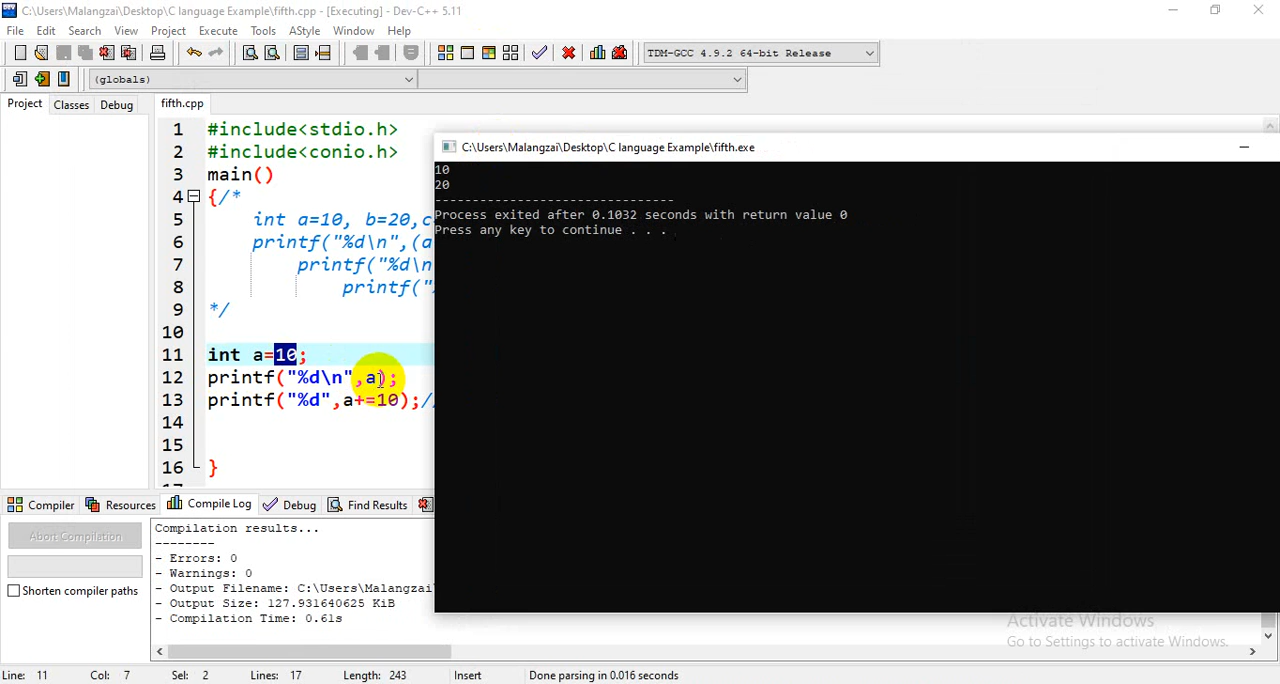 C:\Users\Malangzai\Desktop\C language Example\fifth.cpp - [Executing] - Dev-C++ 5.11
File Edit Search View Project Execute Tools AStyle Window Help
TDM-GCC 4.9.2 64-bit Release
(globals)
Project Classes Debug fifth.cpp
1 #include<stdio.h>
2 #include<conio.h>
3 main()
4 {/*
5 int a=10, b=20,c
6 printf("%d\n",(a
7 printf("%d\n
8 printf("
9 */
10
11 int a=10;
12 printf("%d\n",a);
13 printf("%d",a+=10);/
14
15
16 }
C:\Users\Malangzai\Desktop\C language Example\fifth.exe
10
20
--------------------------------
Process exited after 0.1032 seconds with return value 0
Press any key to continue . . .
Compiler Resources Compile Log Debug Find Results
Abort Compilation
Shorten compiler paths
Compilation results...
--------
- Errors: 0
- Warnings: 0
- Output Filename: C:\Users\Malangzai
- Output Size: 127.931640625 KiB
- Compilation Time: 0.61s
Activate Windows
Go to Settings to activate Windows.
Line: 11 Col: 7 Sel: 2 Lines: 17 Length: 243 Insert Done parsing in 0.016 seconds